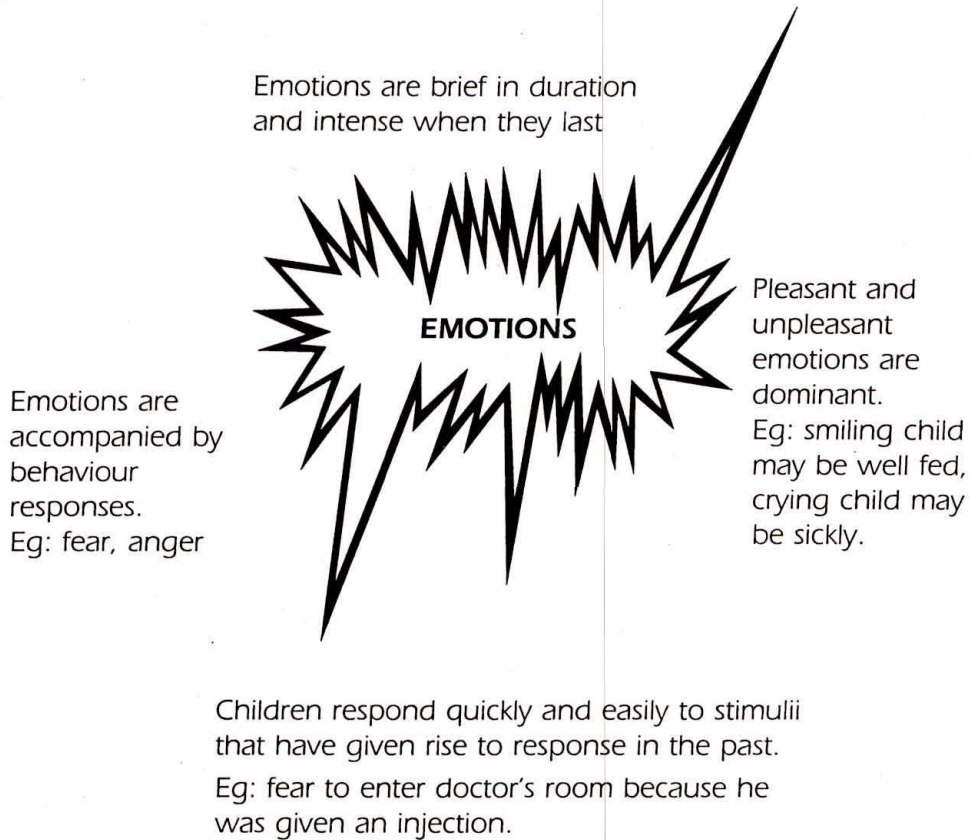 Emotions are brief in duration
and intense when they last
EMOTIONS
Pleasant and
unpleasant
emotions are
dominant.
Eg: smiling child
may be well fed,
crying child may
be sickly.
Emotions are
accompanied by
behaviour
responses.
Eg: fear, anger
Children respond quickly and easily to stimulii
that have given rise to response in the past.
Eg: fear to enter doctor's room because he
was given an injection.